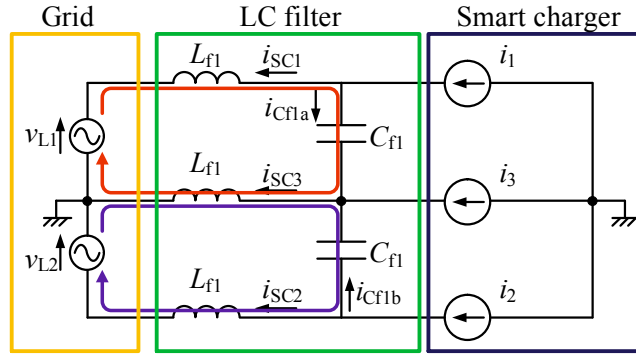 Grid
LC filter
Smart charger
L_f1
i_SC1
i_1
i_Cf1a
v_L1
C_f1
L_f1
i_SC3
i_3
v_L2
C_f1
L_f1
i_SC2
i_Cf1b
i_2